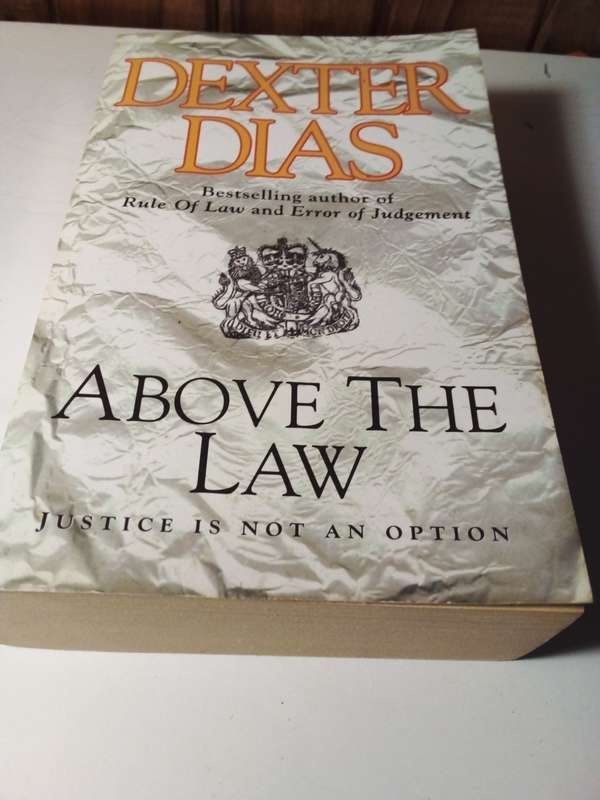 DEXTER
DIAS
Bestselling author of
Rule Of Law and Error of Judgement
ABOVE THE
LAW
JUSTICE IS NOT AN OPTION